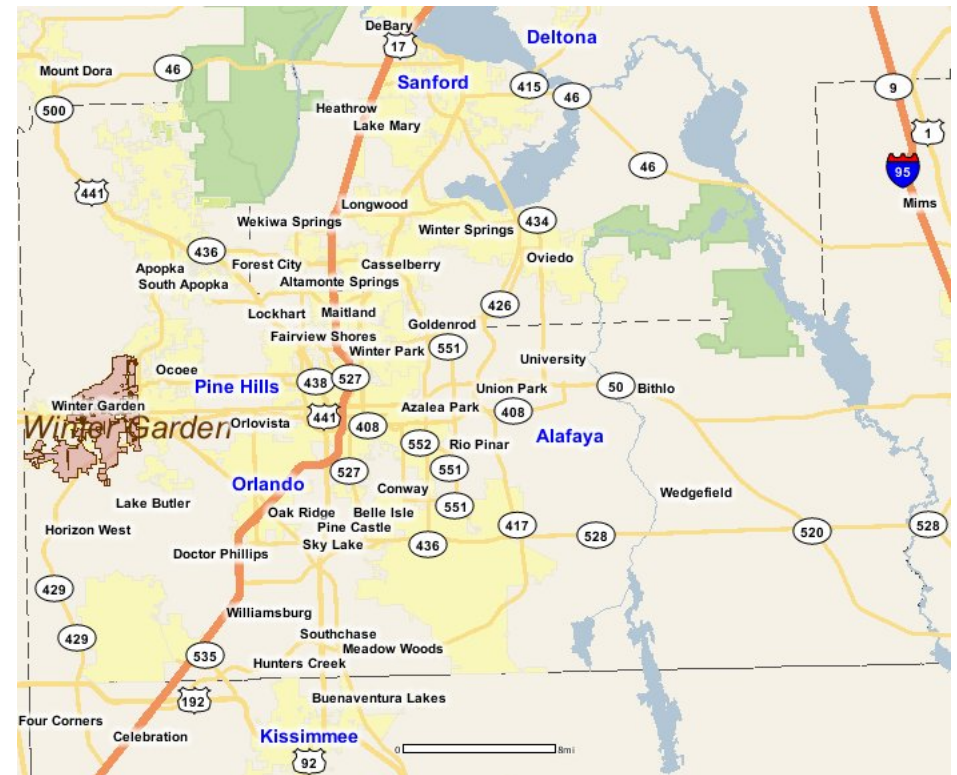 DeBary
Deltona
17
Mount Dora
46
Sanford
415
9
500
46
Heathrow
Lake Mary
1
46
95
441
Mims
Longwood
Wekiwa Springs
434
Winter Springs
436
Oviedo
Apopka
Forest City
Casselberry
South Apopka
Altamonte Springs
426
Lockhart
Maitland
Goldenrod
Fairview Shores
551
Winter Park
University
Ocoee
438
527
Pine Hills
Union Park
50
Bithlo
Winter Garden
441
Azalea Park
408
Winter Garden
Orlovista
408
Alafaya
552
Rio Pinar
527
551
Orlando
Conway
Wedgefield
Lake Butler
551
Oak Ridge
Belle Isle
Horizon West
Pine Castle
417
528
520
528
Sky Lake
436
Doctor Phillips
429
Williamsburg
429
Southchase
Meadow Woods
535
Hunters Creek
192
Buenaventura Lakes
Four Corners
Celebration
Kissimmee
0
8mi
92